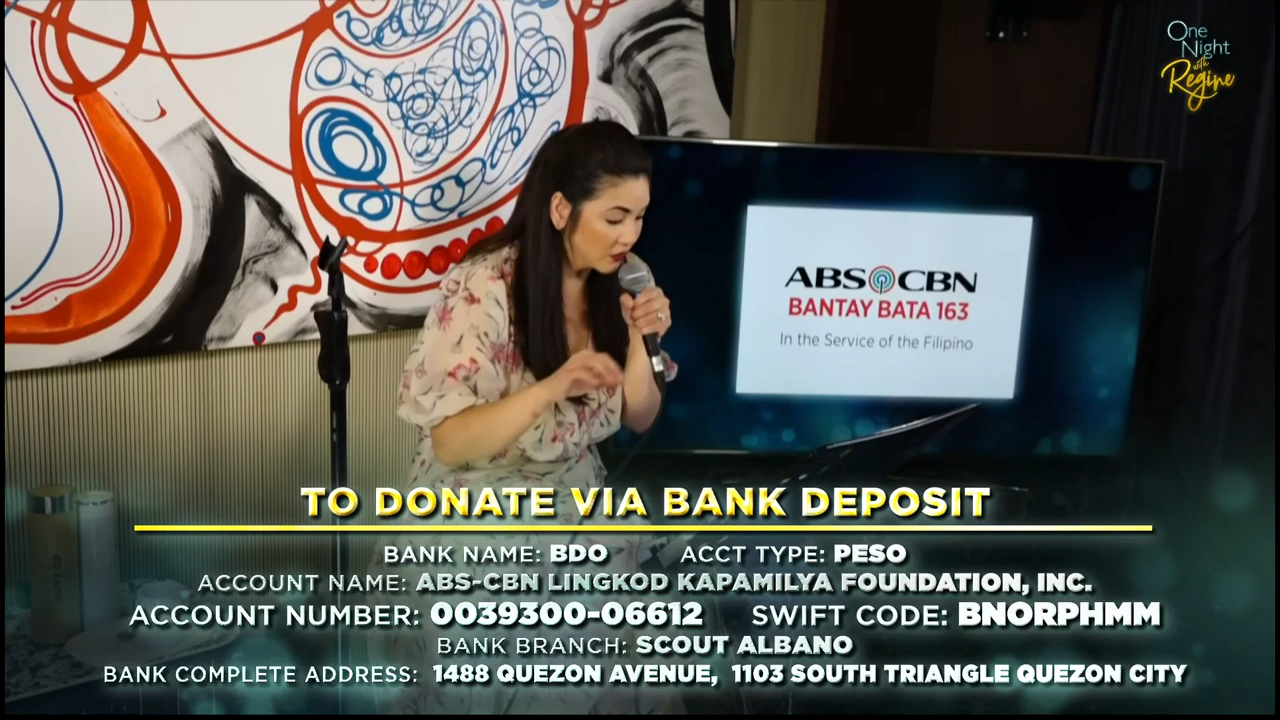 One
Night
with
Regine
ABS CBN
BANTAY BATA 163
In the Service of the Filipino
TO DONATE VIA BANK DEPOSIT
BANK NAME: BDO ACCT TYPE: PESO
ACCOUNT NAME: ABS-CBN LINGKOD KAPAMILYA FOUNDATION, INC.
ACCOUNT NUMBER: 0039300-06612 SWIFT CODE: BNORPHMM
BANK BRANCH: SCOUT ALBANO
BANK COMPLETE ADDRESS: 1488 QUEZON AVENUE, 1103 SOUTH TRIANGLE QUEZON CITY